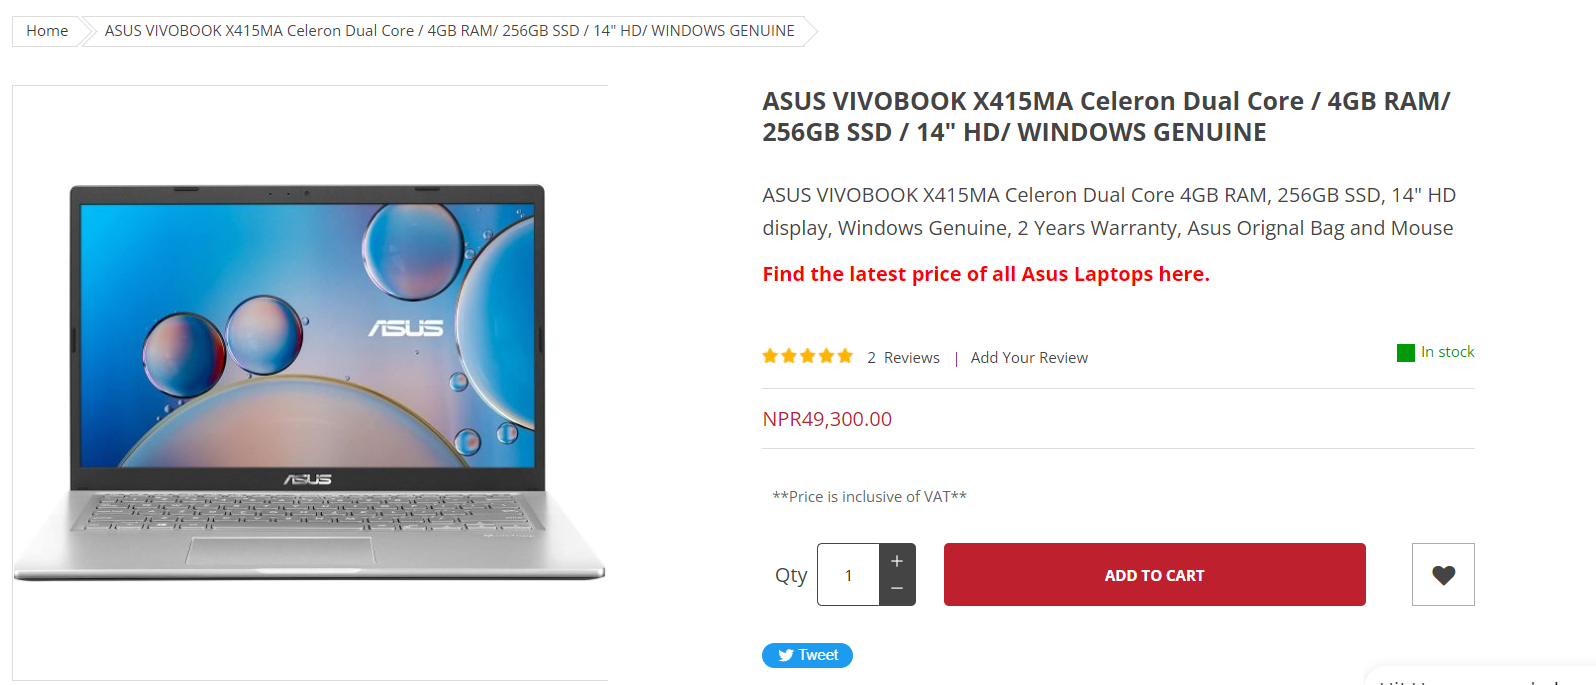 Home
ASUS VIVOBOOK X415MA Celeron Dual Core / 4GB RAM/ 256GB SSD / 14" HD/ WINDOWS GENUINE
ASUS
ASUS
ASUS VIVOBOOK X415MA Celeron Dual Core / 4GB RAM/
256GB SSD / 14" HD/ WINDOWS GENUINE
ASUS VIVOBOOK X415MA Celeron Dual Core 4GB RAM, 256GB SSD, 14" HD
display, Windows Genuine, 2 Years Warranty, Asus Orignal Bag and Mouse
Find the latest price of all Asus Laptops here.
2 Reviews | Add Your Review
In stock
NPR49,300.00
**Price is inclusive of VAT**
Qty 1 + −
ADD TO CART
Tweet